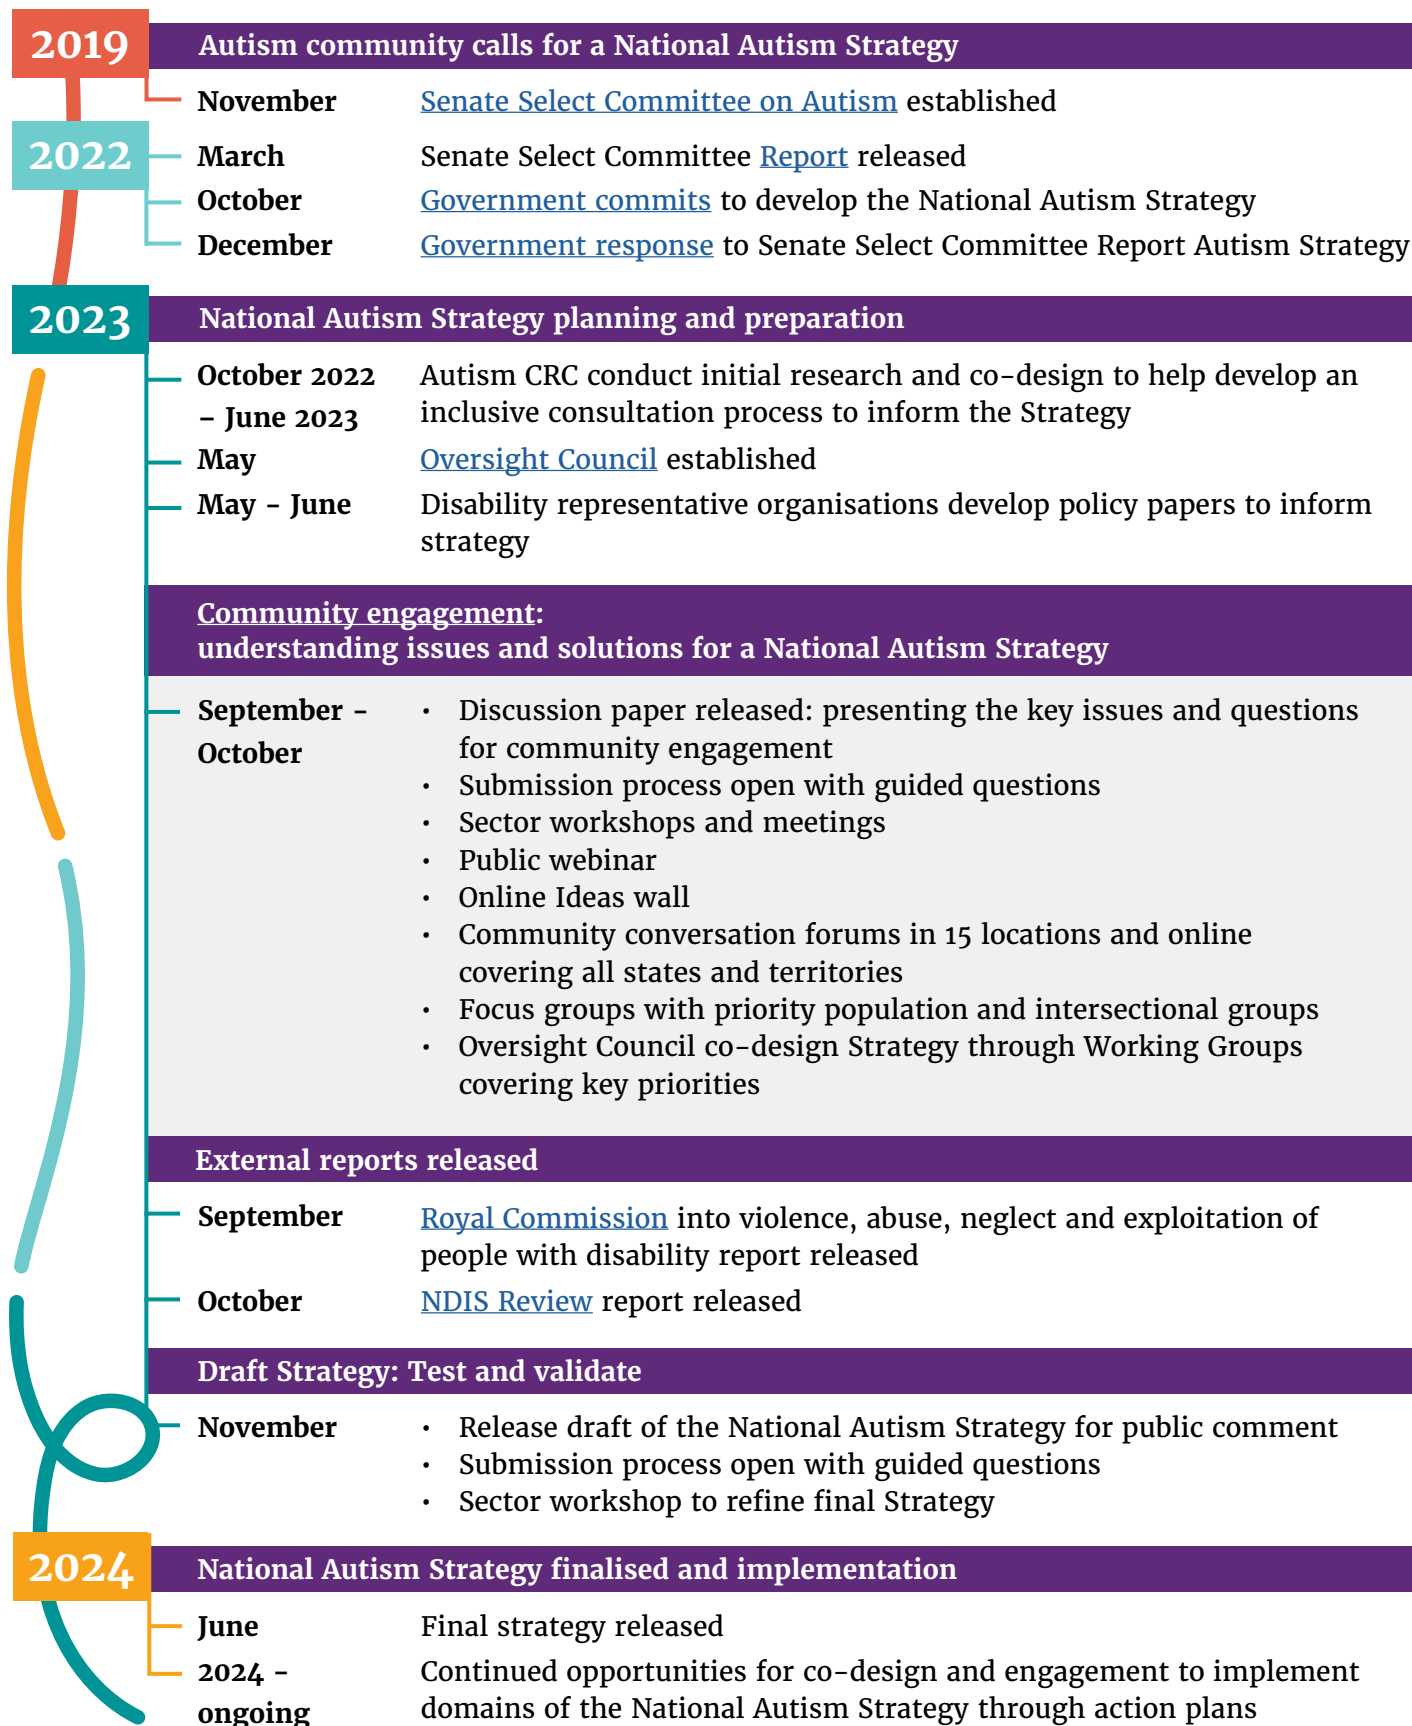 2019
Autism community calls for a National Autism Strategy
November
Senate Select Committee on Autism established
2022
March
Senate Select Committee Report released
October
Government commits to develop the National Autism Strategy
December
Government response to Senate Select Committee Report Autism Strategy
2023
National Autism Strategy planning and preparation
October 2022
– June 2023
Autism CRC conduct initial research and co-design to help develop an
inclusive consultation process to inform the Strategy
May
Oversight Council established
May - June
Disability representative organisations develop policy papers to inform
strategy
Community engagement:
understanding issues and solutions for a National Autism Strategy
September -
October
• Discussion paper released: presenting the key issues and questions
for community engagement
• Submission process open with guided questions
• Sector workshops and meetings
• Public webinar
• Online Ideas wall
• Community conversation forums in 15 locations and online
covering all states and territories
• Focus groups with priority population and intersectional groups
• Oversight Council co-design Strategy through Working Groups
covering key priorities
External reports released
September
Royal Commission into violence, abuse, neglect and exploitation of
people with disability report released
October
NDIS Review report released
Draft Strategy: Test and validate
November
• Release draft of the National Autism Strategy for public comment
• Submission process open with guided questions
• Sector workshop to refine final Strategy
2024
National Autism Strategy finalised and implementation
June
Final strategy released
2024 -
ongoing
Continued opportunities for co-design and engagement to implement
domains of the National Autism Strategy through action plans